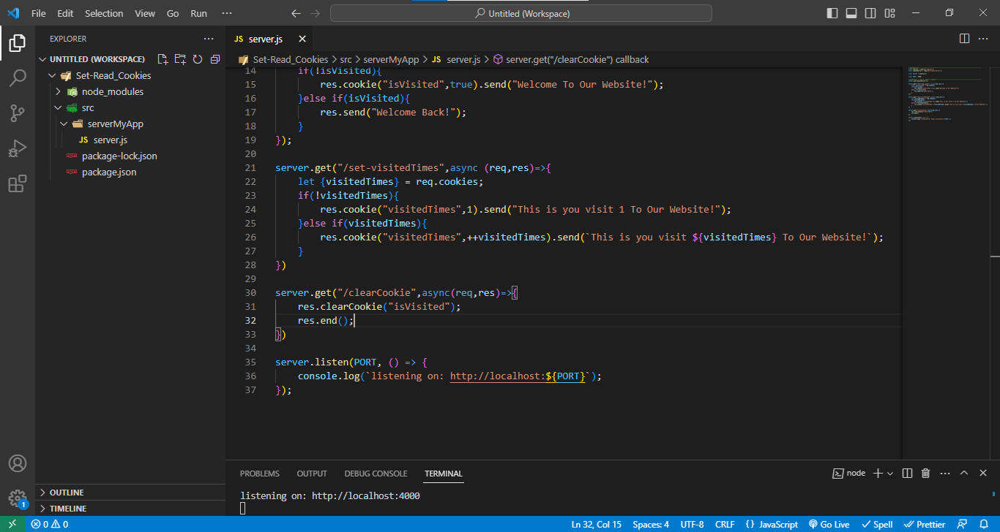 File Edit Selection View Go Run ··· Untitled (Workspace)
EXPLORER ···
UNTITLED (WORKSPACE)
Set-Read_Cookies
node_modules
src
serverMyApp
JS server.js
package-lock.json
package.json
OUTLINE
TIMELINE
JS server.js
Set-Read_Cookies > src > serverMyApp > JS server.js > server.get("/clearCookie") callback
14 if(!isVisited){
15 res.cookie("isVisited",true).send("Welcome To Our Website!");
16 }else if(isVisited){
17 res.send("Welcome Back!");
18 }
19 });
20
21 server.get("/set-visitedTimes",async (req,res)=>{
22 let {visitedTimes} = req.cookies;
23 if(!visitedTimes){
24 res.cookie("visitedTimes",1).send("This is you visit 1 To Our Website!");
25 }else if(visitedTimes){
26 res.cookie("visitedTimes",++visitedTimes).send(`This is you visit ${visitedTimes} To Our Website!`);
27 }
28 })
29
30 server.get("/clearCookie",async(req,res)=>{
31 res.clearCookie("isVisited");
32 res.end();
33 })
34
35 server.listen(PORT, () => {
36 console.log(`listening on: http://localhost:${PORT}`);
37 });
PROBLEMS OUTPUT DEBUG CONSOLE TERMINAL node
listening on: http://localhost:4000
1
0 0 Ln 32, Col 15 Spaces: 4 UTF-8 CRLF {} JavaScript Go Live Spell Prettier